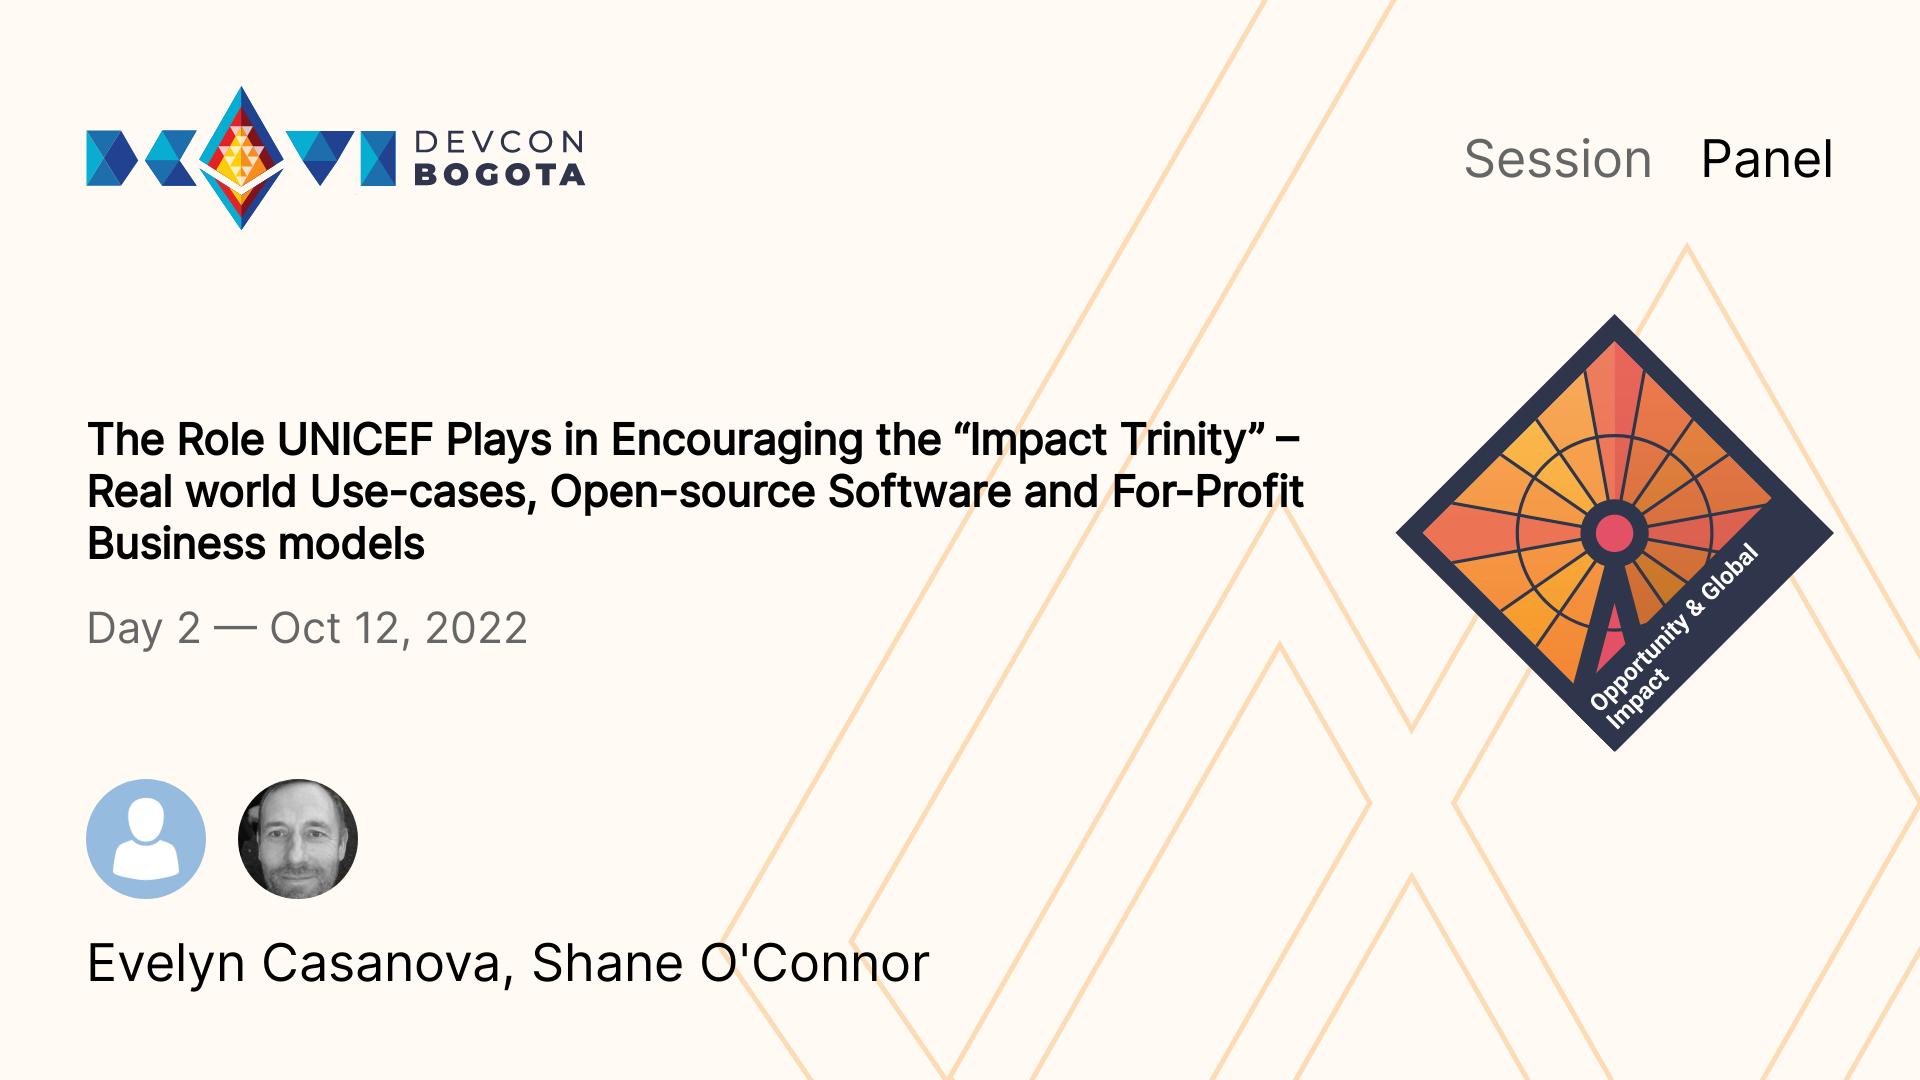 DEVCON
BOGOTA
Session Panel
The Role UNICEF Plays in Encouraging the “Impact Trinity” –
Real world Use-cases, Open-source Software and For-Profit
Business models
Day 2 — Oct 12, 2022
Opportunity & Global
Impact
Evelyn Casanova, Shane O'Connor